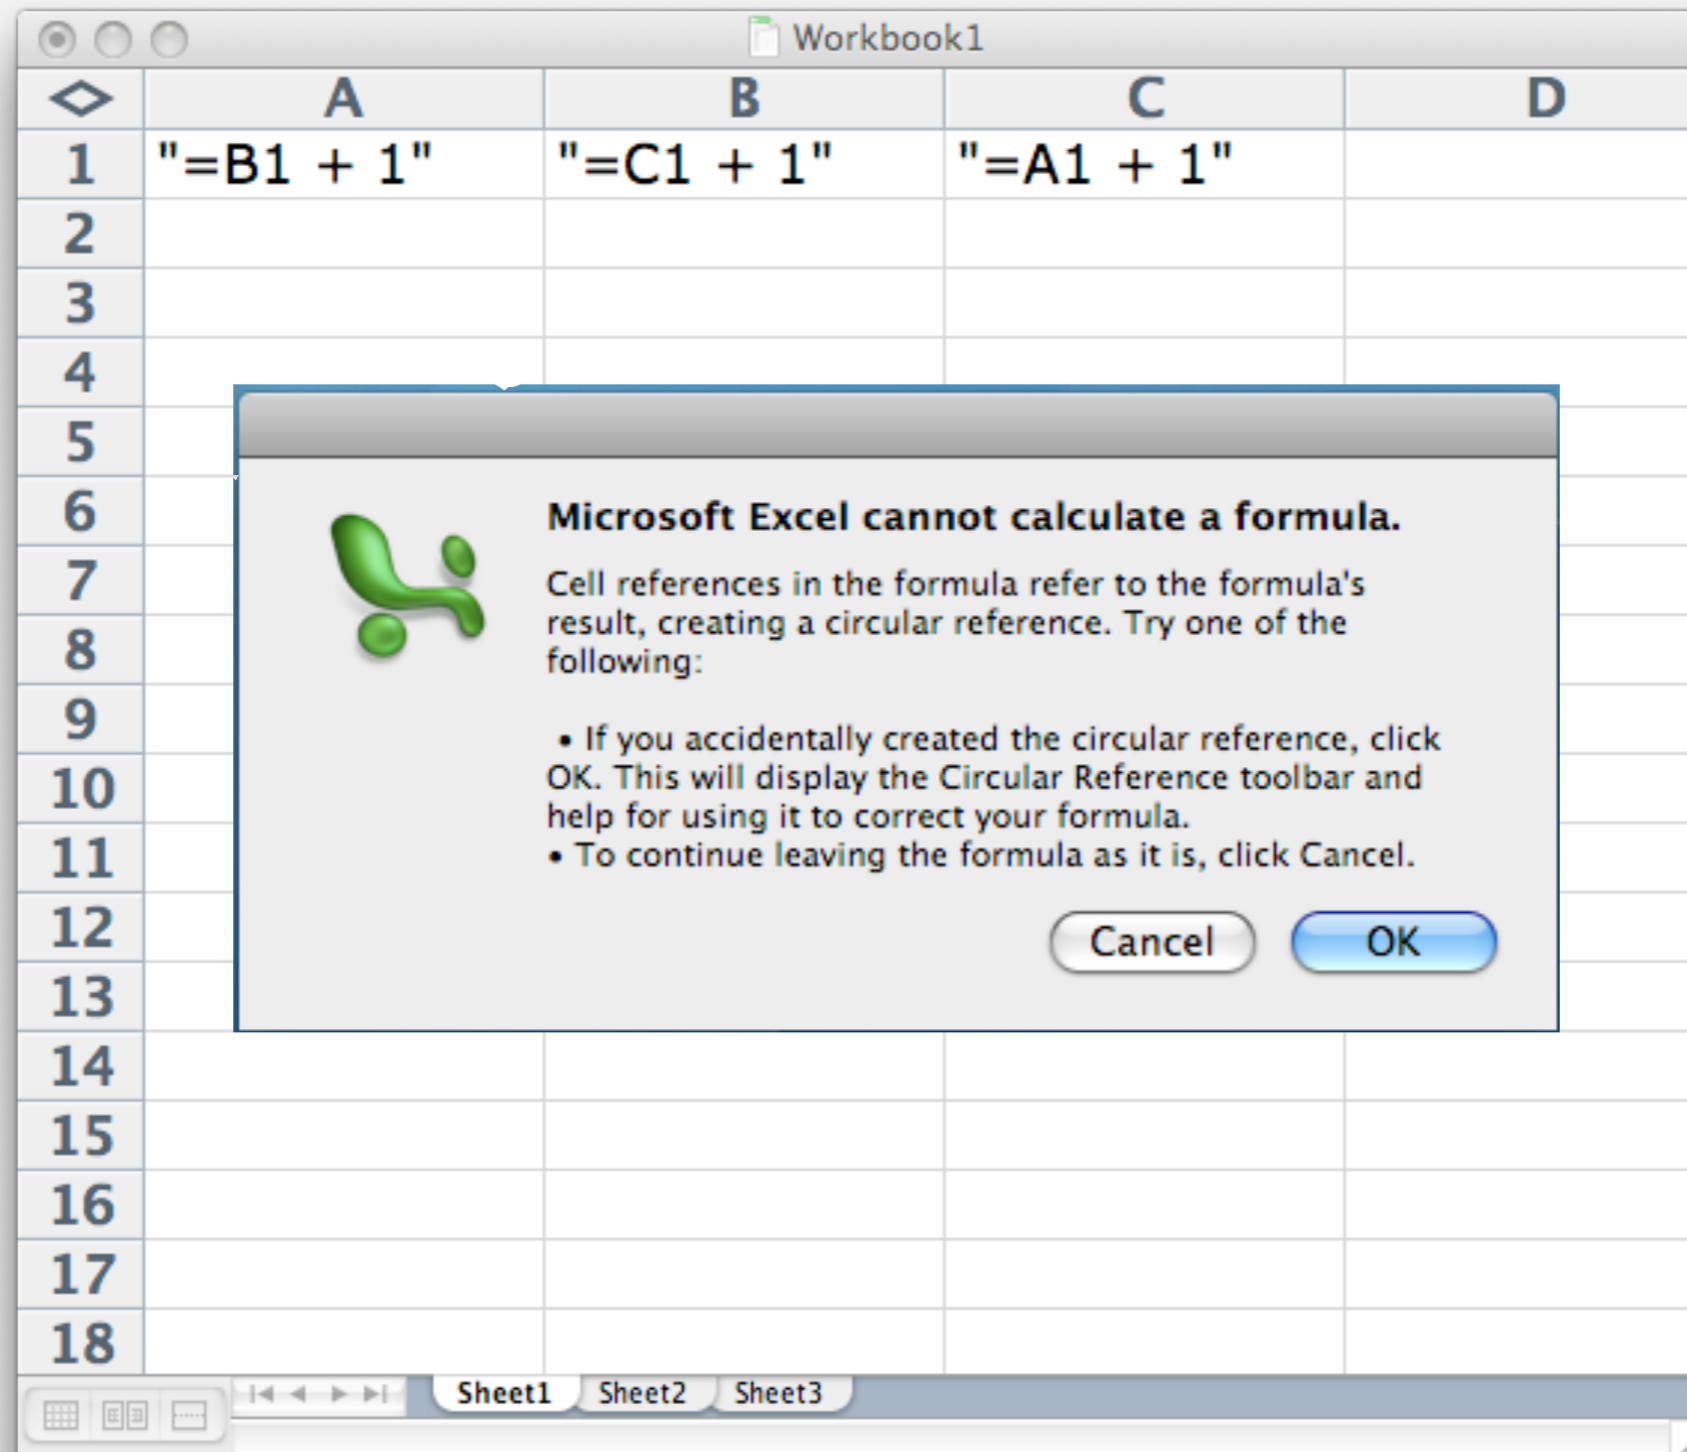 Workbook1
A B C D
1 "=B1 + 1" "=C1 + 1" "=A1 + 1"
2
3
4
5
6
7
8
9
10
11
12
13
14
15
16
17
18
Microsoft Excel cannot calculate a formula.
Cell references in the formula refer to the formula's
result, creating a circular reference. Try one of the
following:
• If you accidentally created the circular reference, click
OK. This will display the Circular Reference toolbar and
help for using it to correct your formula.
• To continue leaving the formula as it is, click Cancel.
Cancel OK
Sheet1 Sheet2 Sheet3